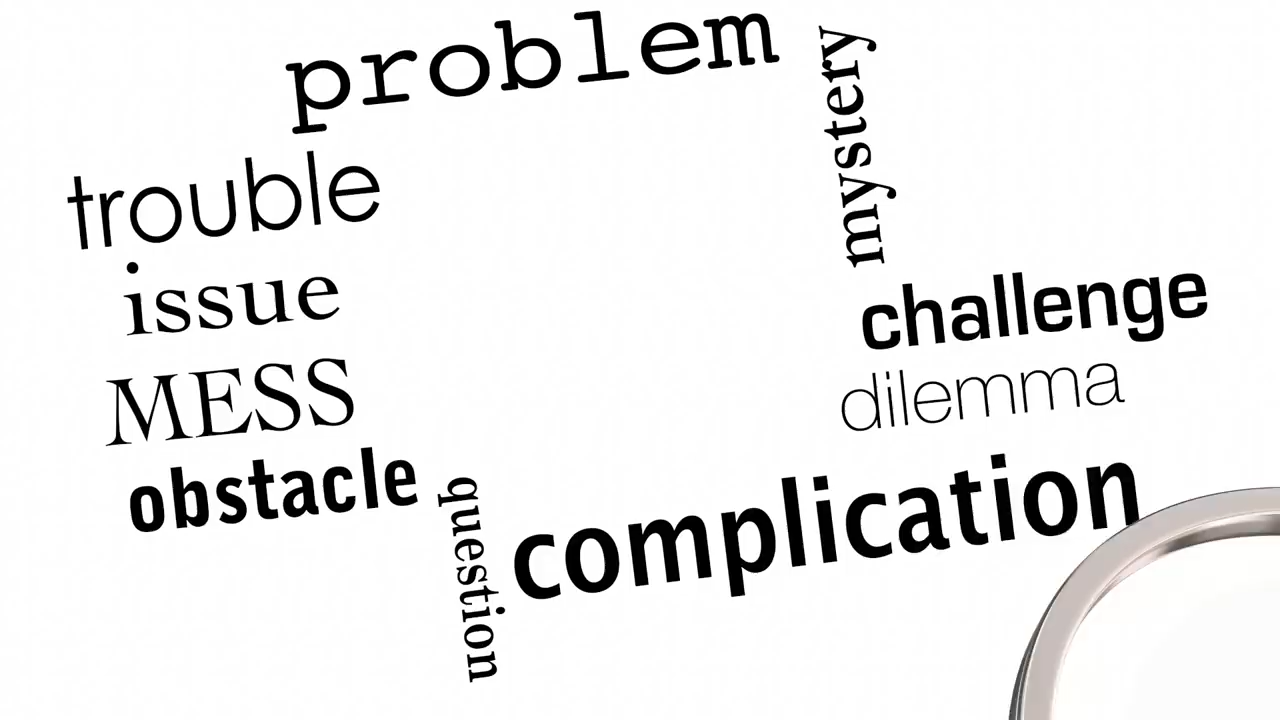 problem
mystery
trouble
issue
challenge
MESS
dilemma
obstacle
question
complication